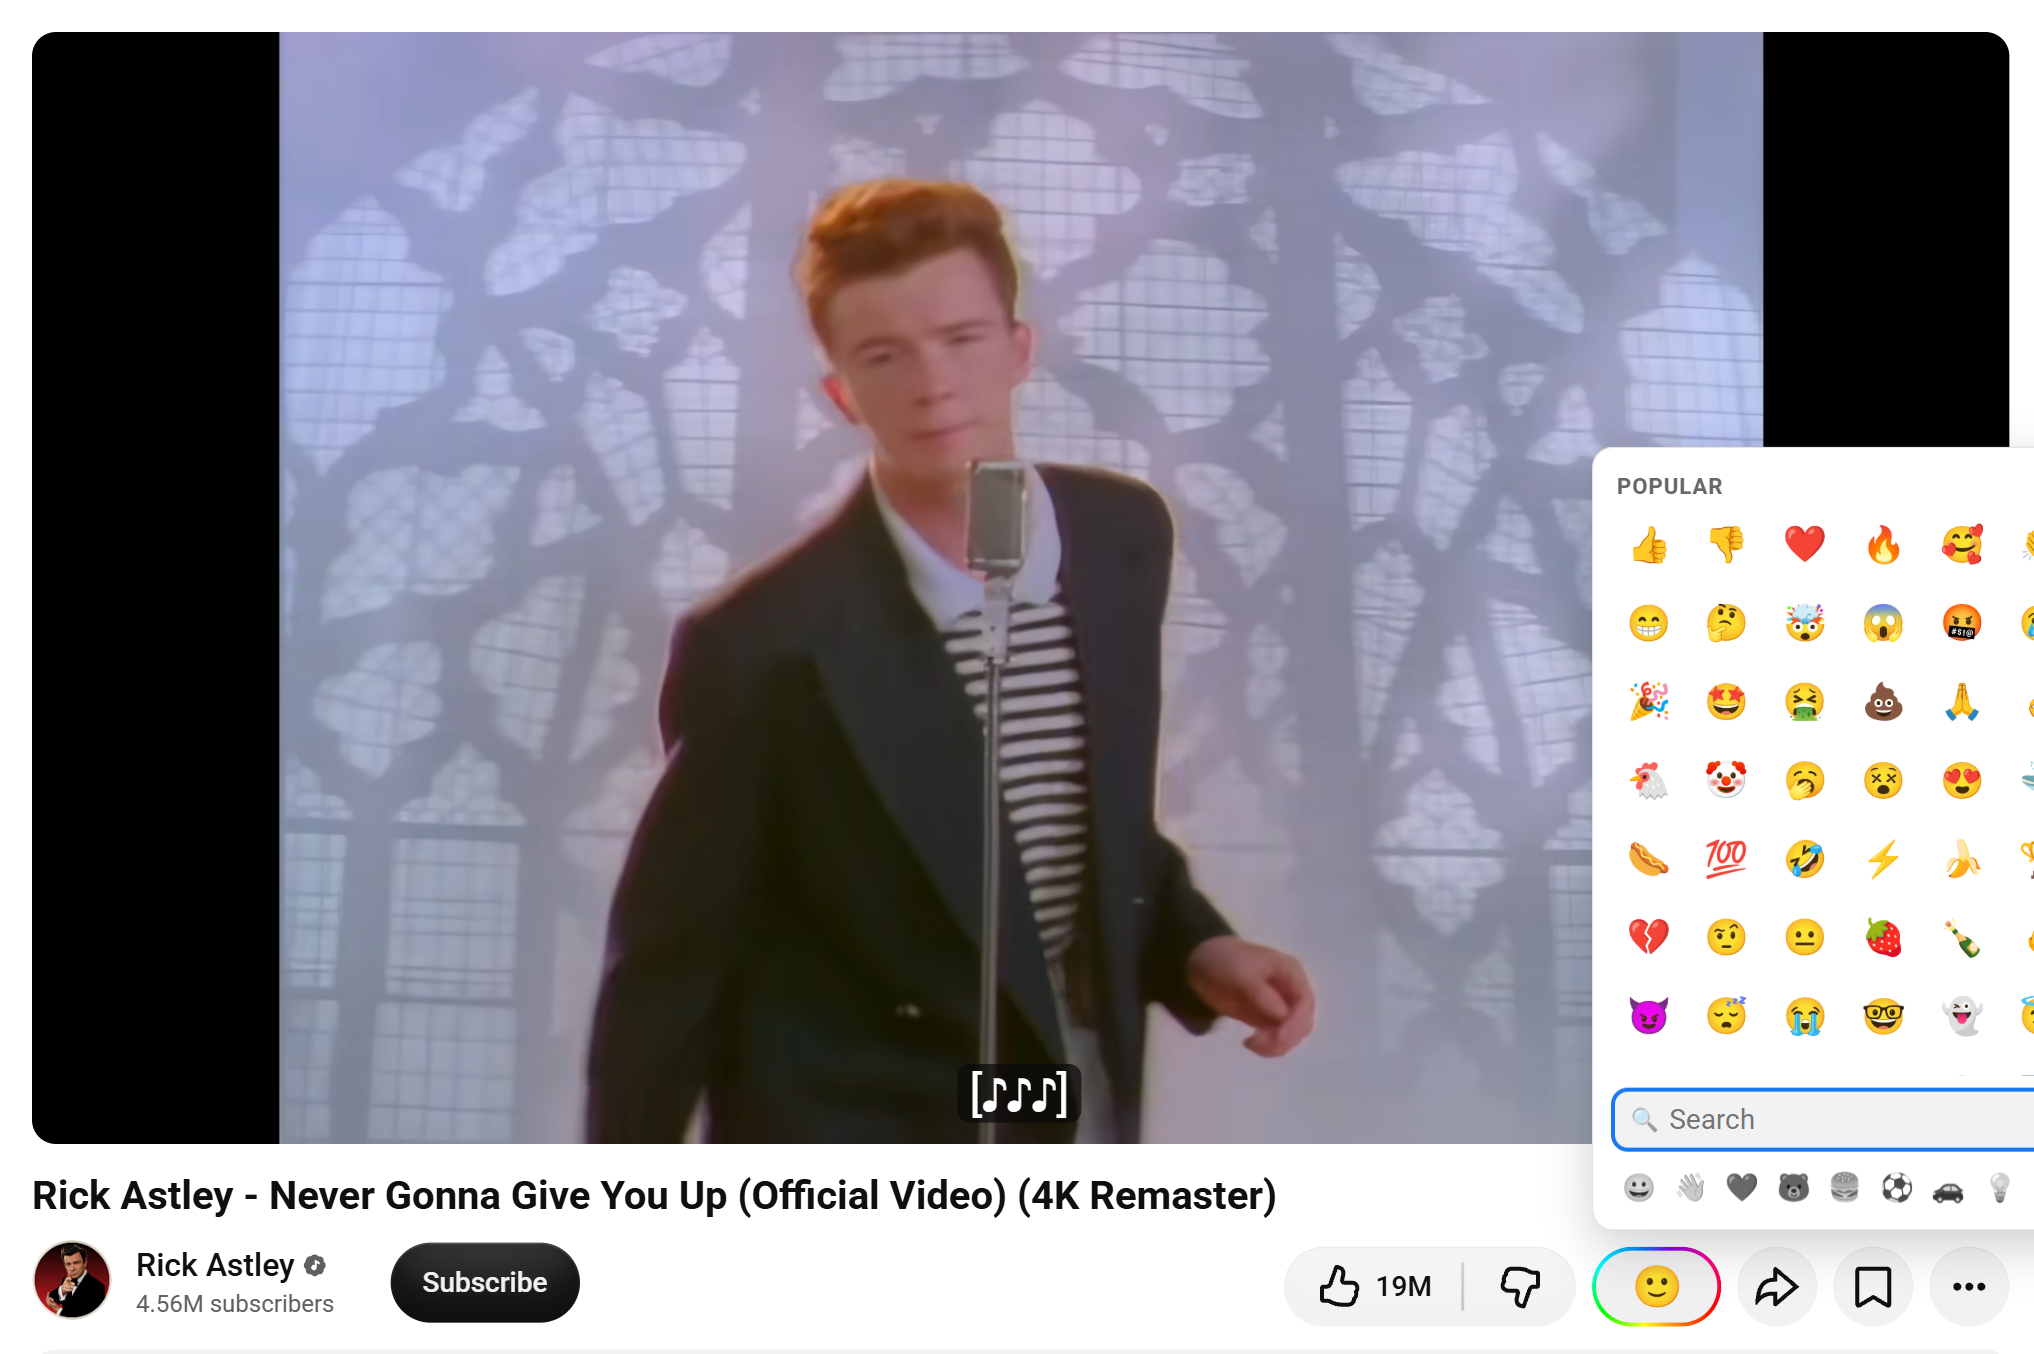 POPULAR
[♪♪♪]
Search
Rick Astley - Never Gonna Give You Up (Official Video) (4K Remaster)
Rick Astley
4.56M subscribers
Subscribe
19M